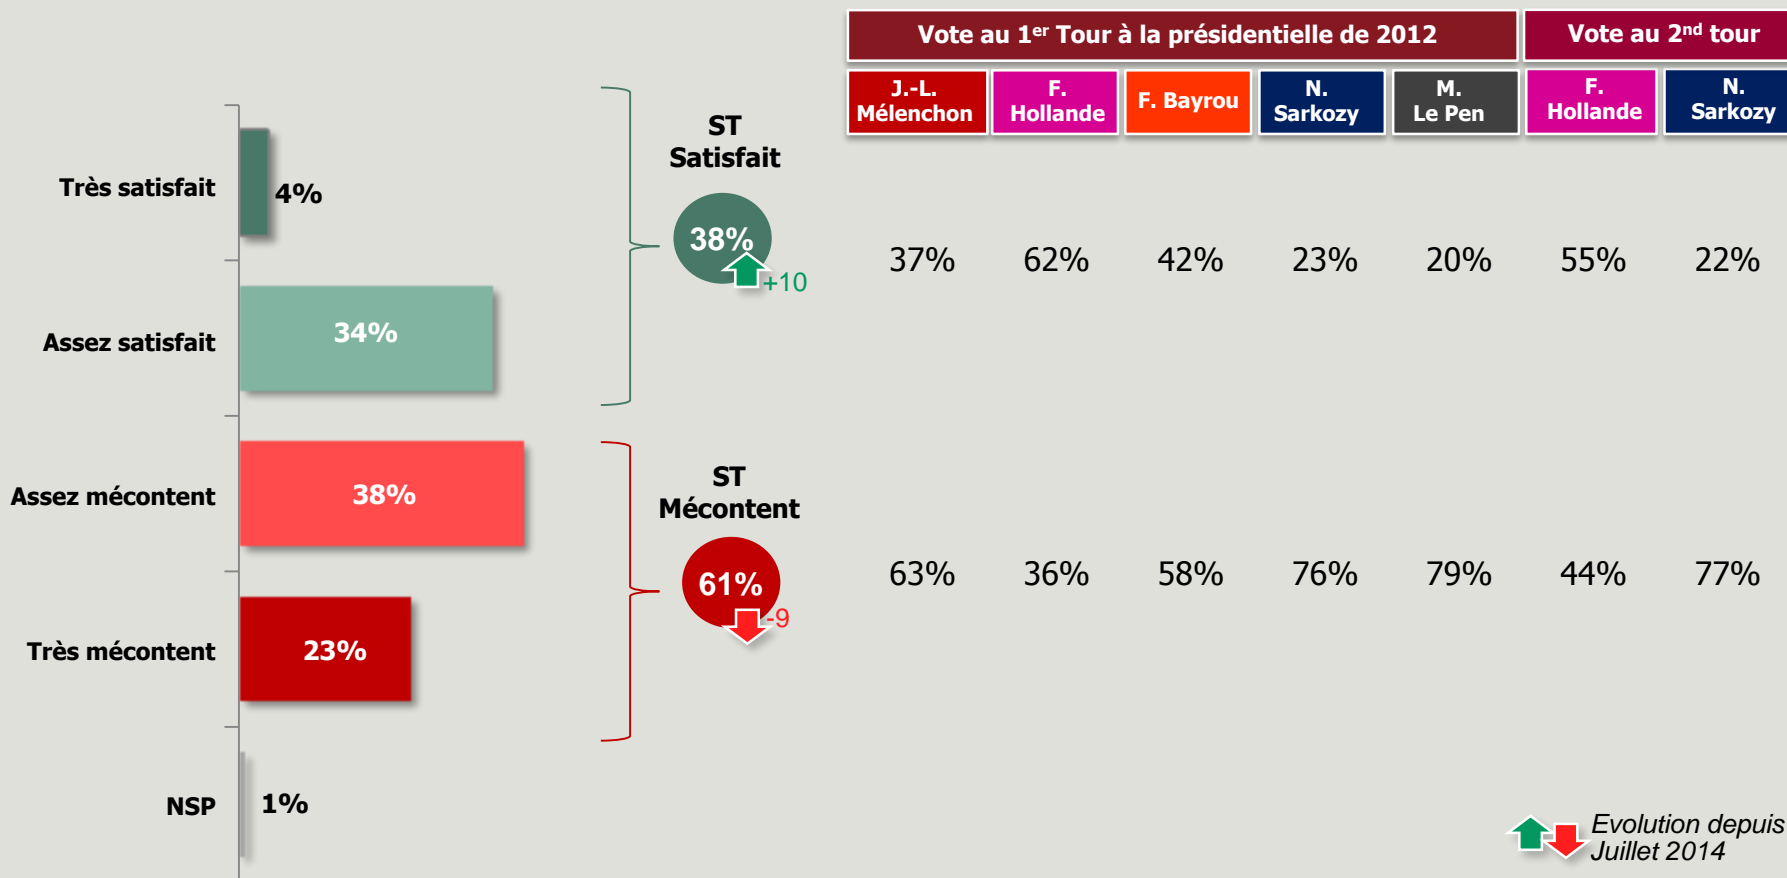 Vote au 1er Tour à la présidentielle de 2012
Vote au 2nd tour
J.-L.
Mélenchon
F.
Hollande
F. Bayrou
N.
Sarkozy
M.
Le Pen
F.
Hollande
N.
Sarkozy
Très satisfait
4%
Assez satisfait
34%
Assez mécontent
38%
Très mécontent
23%
NSP
1%
ST
Satisfait
38%
+10
37%
62%
42%
23%
20%
55%
22%
ST
Mécontent
61%
-9
63%
36%
58%
76%
79%
44%
77%
Evolution depuis
Juillet 2014